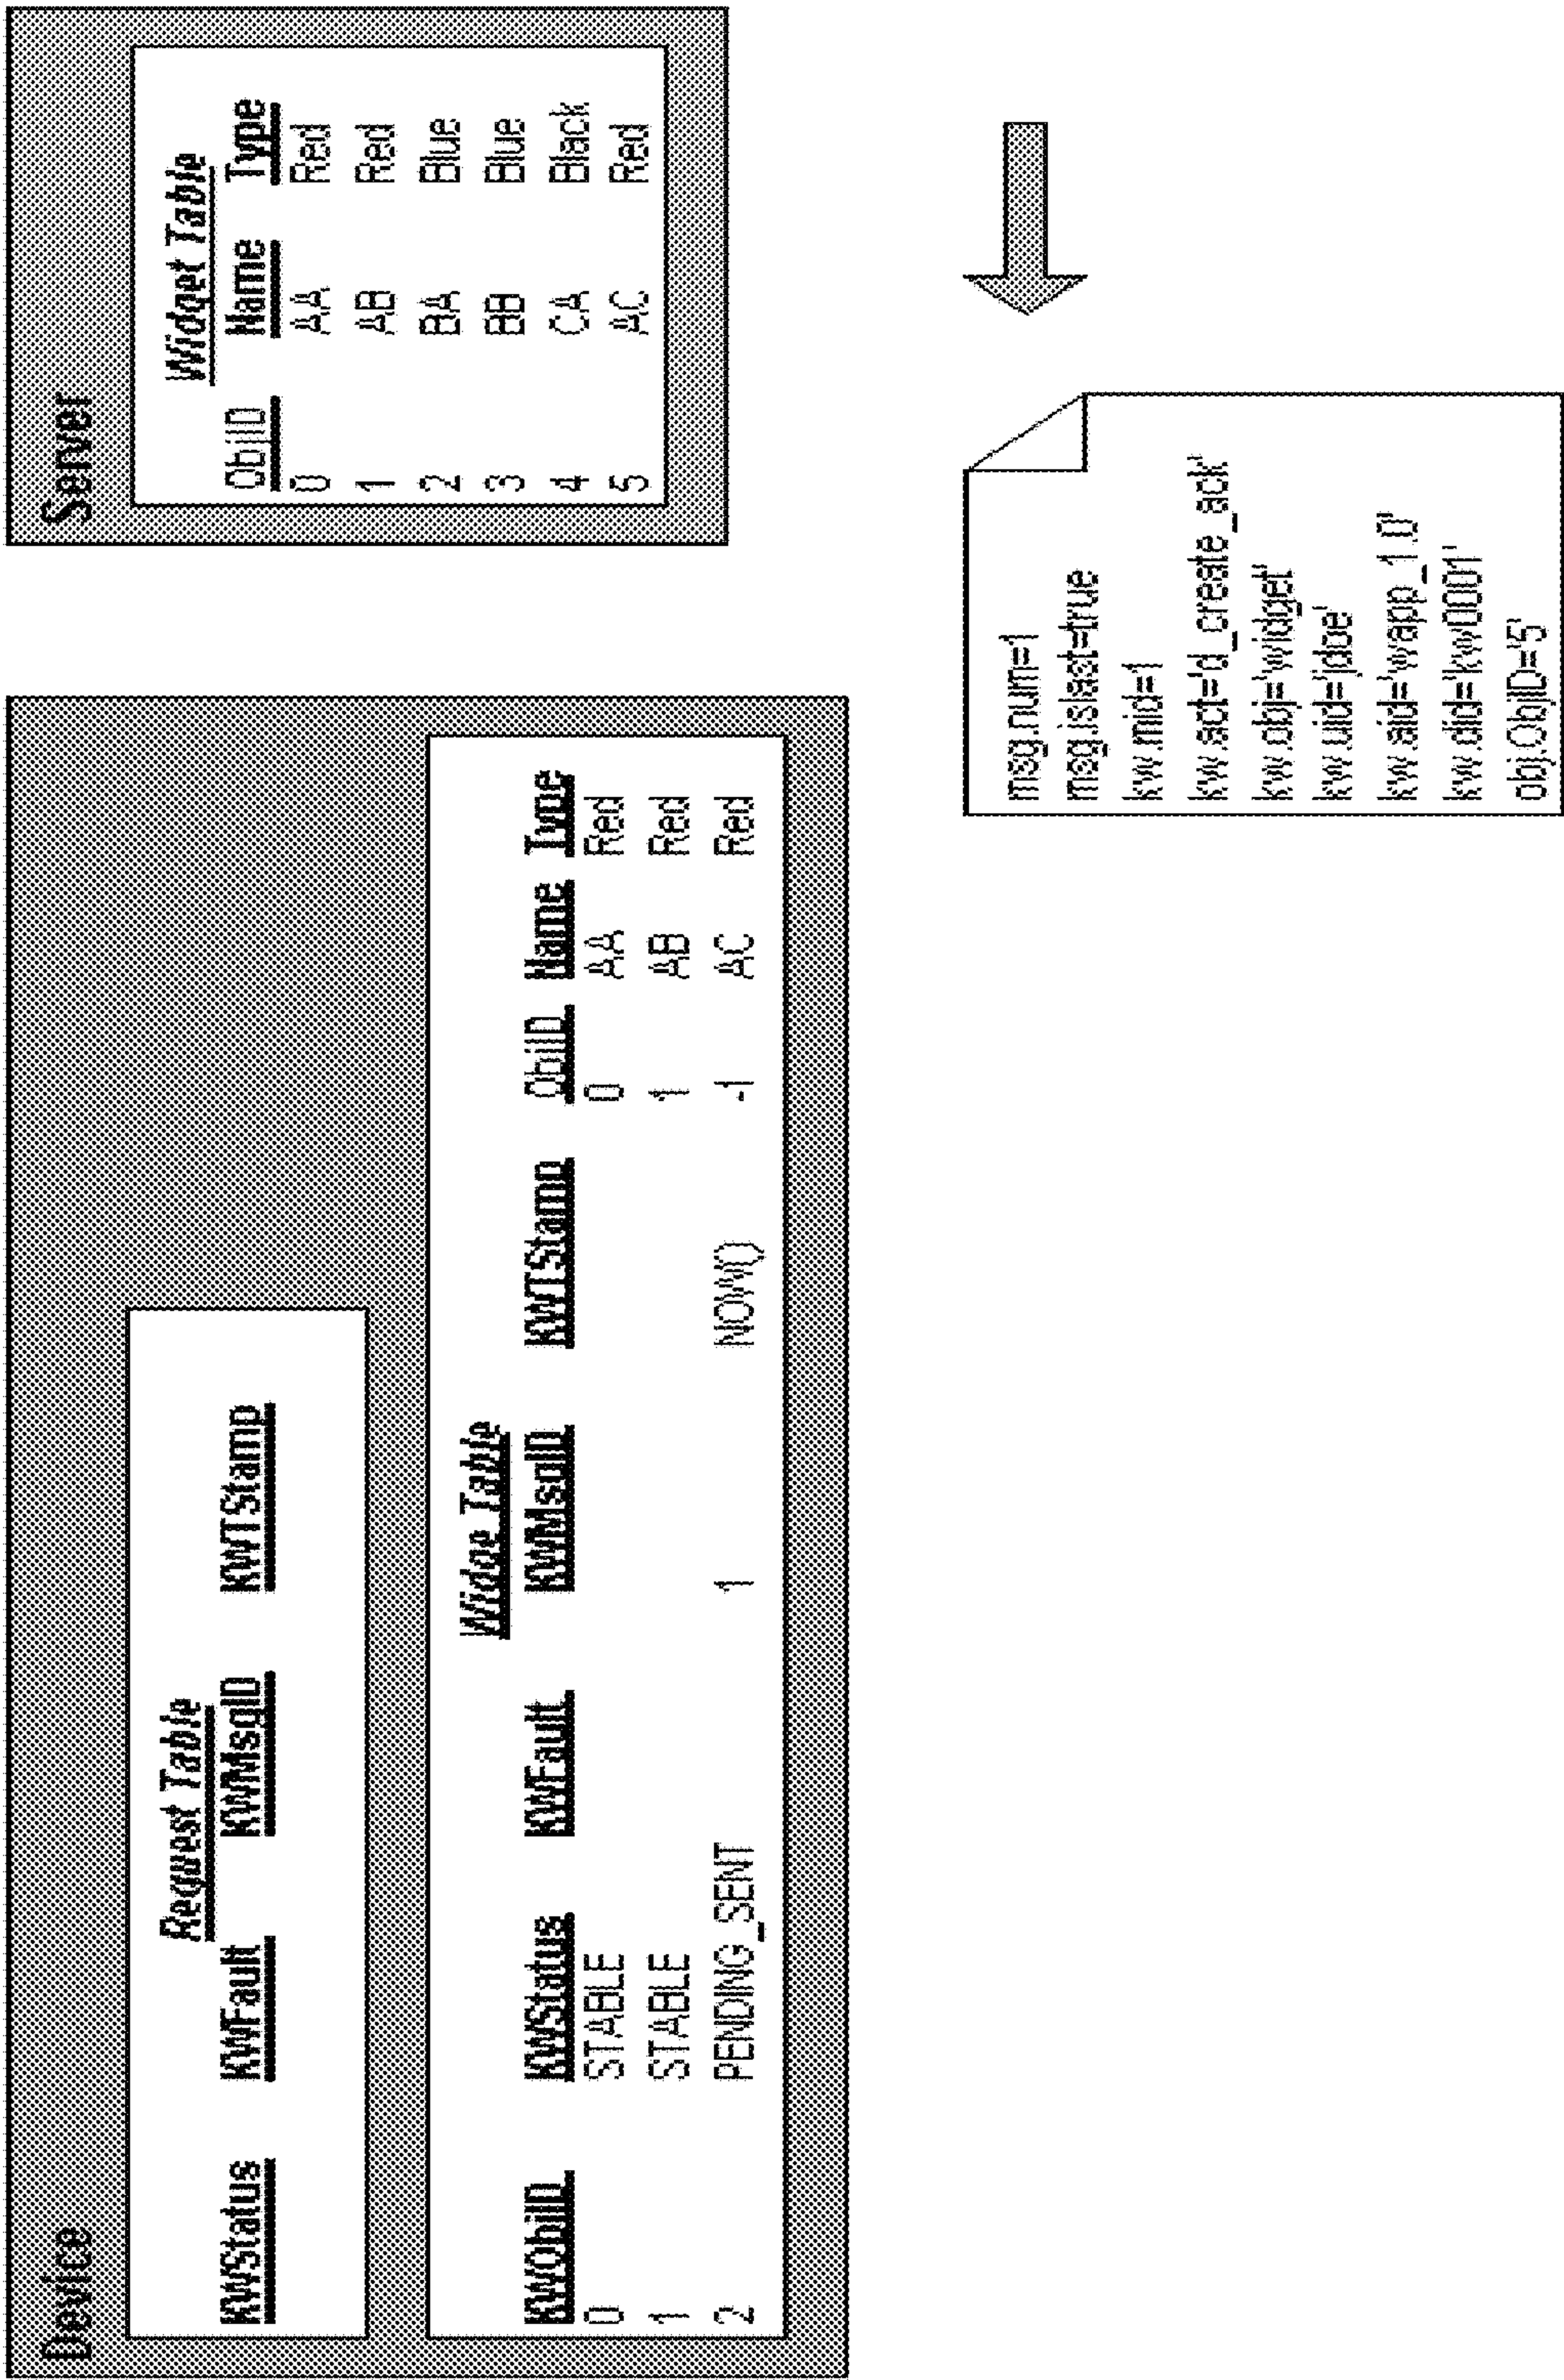 Device
Request Table
KWStatus KWFault KWMsgID KWTStamp
Widge Table
KWObjID KWStatus KWFault KWMsgID KWTStamp ObjID Name Type
0 STABLE 0 AA Red
1 STABLE 1 AB Red
2 PENDING_SENT 1 NOW() -1 AC Red
Server
Widget Table
ObjID Name Type
0 AA Red
1 AB Red
2 BA Blue
3 BB Blue
4 CA Black
5 AC Red
msg.num=1
msg.islast=true
kw.mid=1
kw.act='d_create_ack'
kw.obj='widget'
kw.uid='jdoe'
kw.aid='wapp_1.0'
kw.did='kw0001'
obj.ObjID='5'